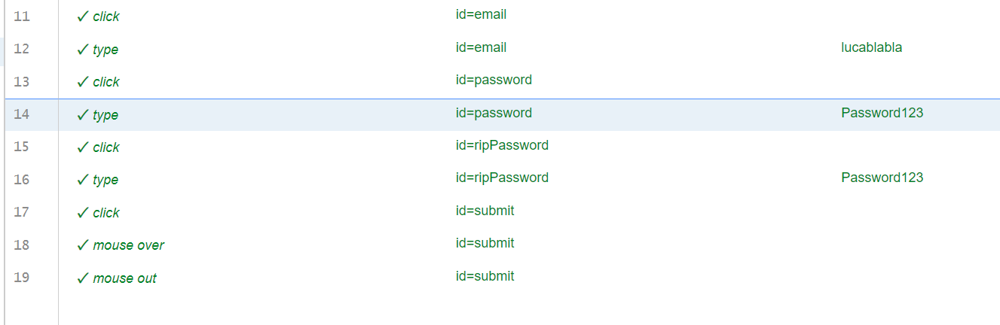 11 ✓ click id=email
12 ✓ type id=email lucablabla
13 ✓ click id=password
14 ✓ type id=password Password123
15 ✓ click id=ripPassword
16 ✓ type id=ripPassword Password123
17 ✓ click id=submit
18 ✓ mouse over id=submit
19 ✓ mouse out id=submit